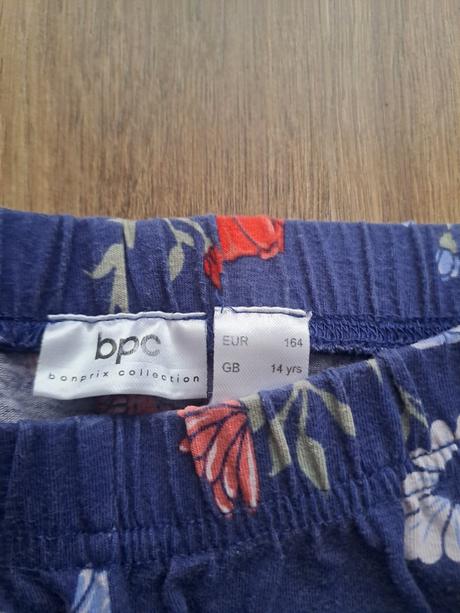 bpc
bonprix collection
EUR 164
GB 14 yrs